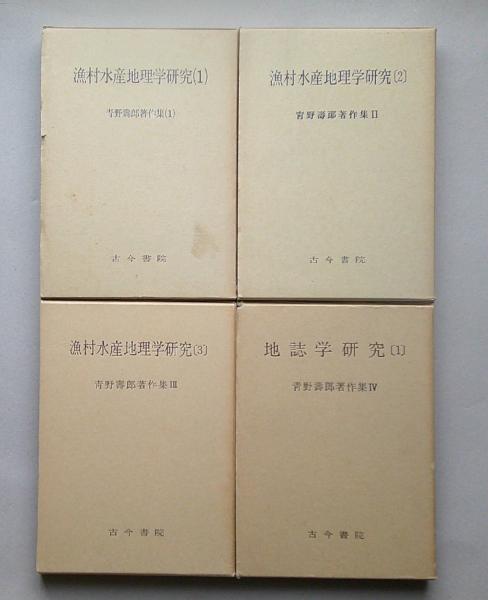 漁村水産地理学研究(1)
青野壽郎著作集(1)
古今書院
漁村水産地理学研究〔2〕
青野壽郎著作集II
古今書院
漁村水産地理学研究〔3〕
青野壽郎著作集III
古今書院
地誌学研究〔1〕
青野壽郎著作集IV
古今書院